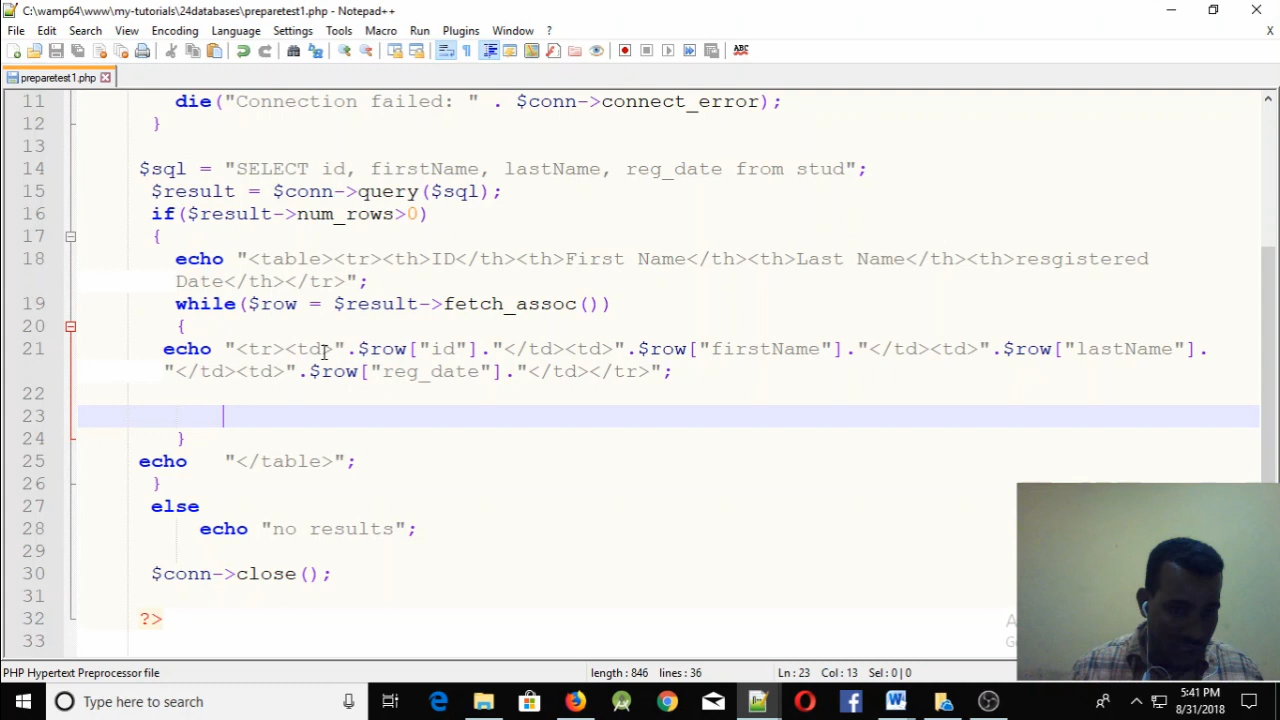 C:\wamp64\www\my-tutorials\24databases\preparetest1.php - Notepad++
File Edit Search View Encoding Language Settings Tools Macro Run Plugins Window ? X
ABC
preparetest1.php
11 die("Connection failed: " . $conn->connect_error);
12 }
13
14 $sql = "SELECT id, firstName, lastName, reg_date from stud";
15 $result = $conn->query($sql);
16 if($result->num_rows>0)
17 {
18 echo "<table><tr><th>ID</th><th>First Name</th><th>Last Name</th><th>resgistered
Date</th></tr>";
19 while($row = $result->fetch_assoc())
20 {
21 echo "<tr><td>".$row["id"]."</td><td>".$row["firstName"]."</td><td>".$row["lastName"].
"</td><td>".$row["reg_date"]."</td></tr>";
22
23
24 }
25 echo "</table>";
26 }
27 else
28 echo "no results";
29
30 $conn->close();
31
32 ?>
33
PHP Hypertext Preprocessor file length : 846 lines : 36 Ln : 23 Col : 13 Sel : 0 | 0
Type here to search
5:41 PM
8/31/2018